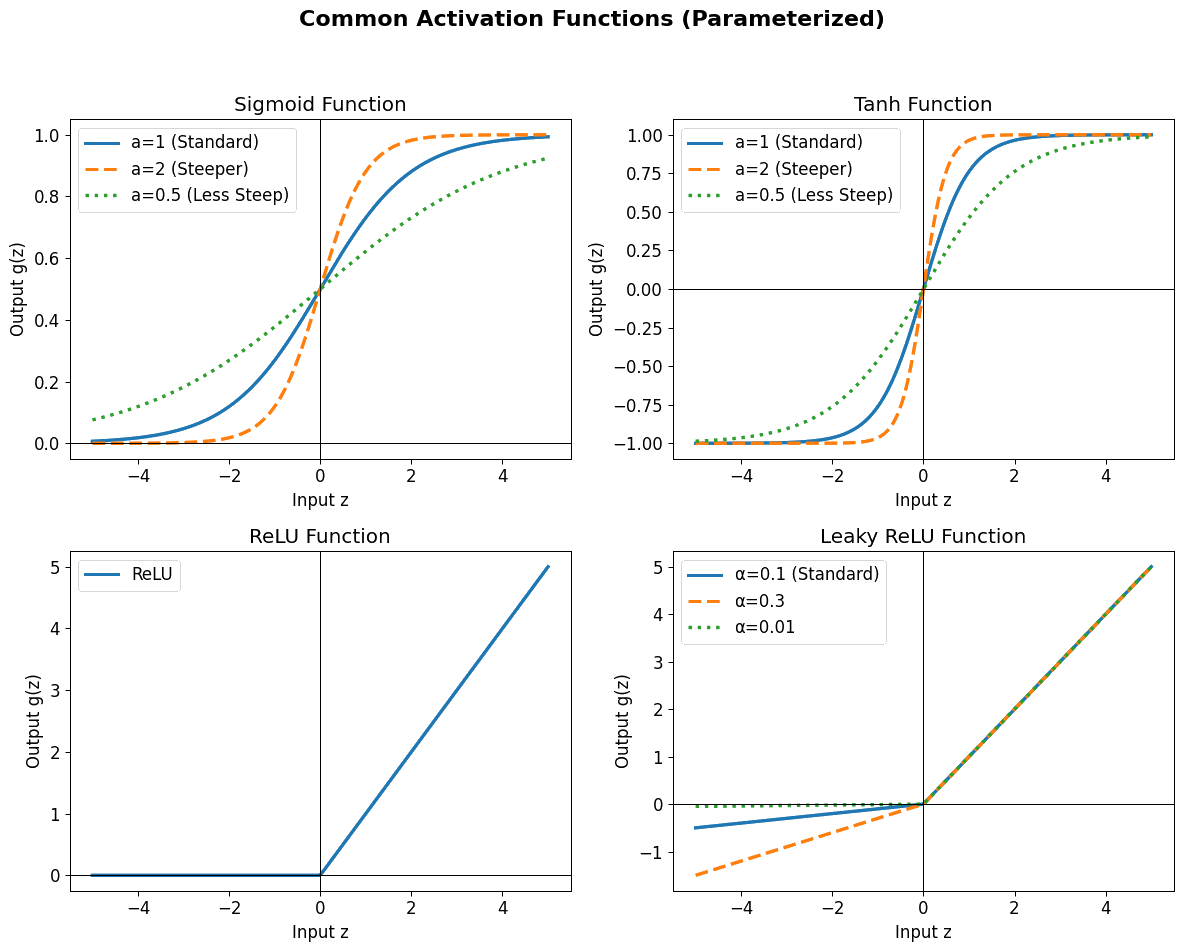 Common Activation Functions (Parameterized)
Sigmoid Function
a=1 (Standard)
a=2 (Steeper)
a=0.5 (Less Steep)
Output g(z)
1.0
0.8
0.6
0.4
0.2
0.0
−4 −2 0 2 4
Input z
Tanh Function
a=1 (Standard)
a=2 (Steeper)
a=0.5 (Less Steep)
Output g(z)
1.00
0.75
0.50
0.25
0.00
−0.25
−0.50
−0.75
−1.00
−4 −2 0 2 4
Input z
ReLU Function
ReLU
Output g(z)
5
4
3
2
1
0
−4 −2 0 2 4
Input z
Leaky ReLU Function
α=0.1 (Standard)
α=0.3
α=0.01
Output g(z)
5
4
3
2
1
0
−1
−4 −2 0 2 4
Input z